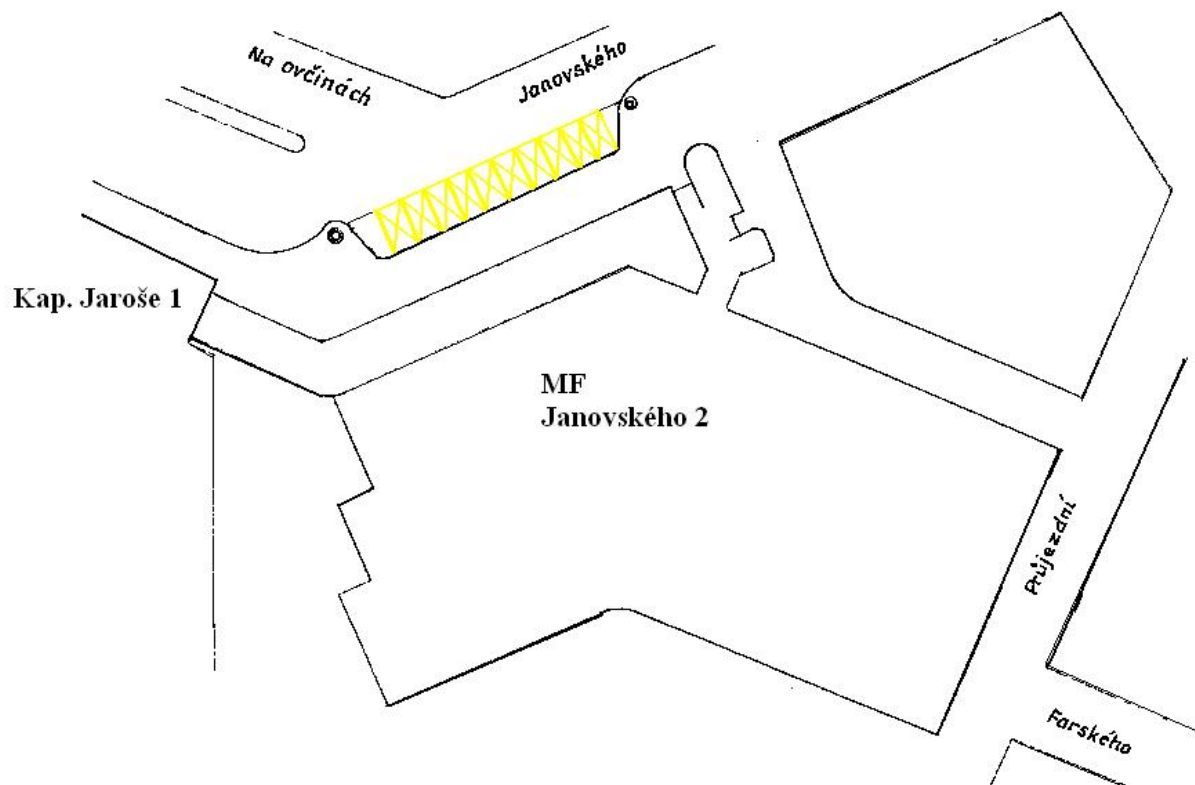 Na ovčinách
Janovského
Kap. Jaroše 1
MF
Janovského 2
Průjezdní
Farského